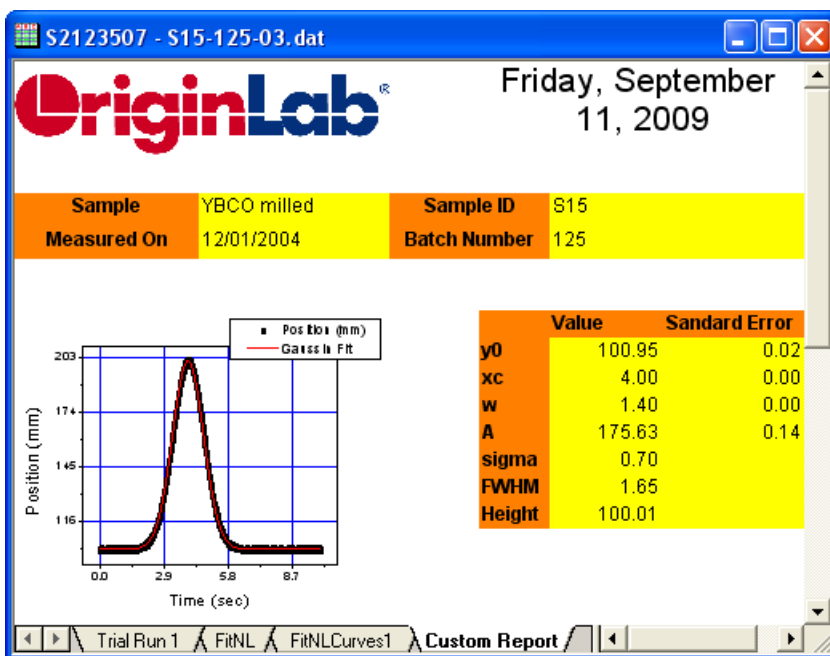 S2123507 - S15-125-03.dat
OriginLab®
Friday, September
11, 2009
Sample YBCO milled Sample ID S15
Measured On 12/01/2004 Batch Number 125
Position (mm)
Gauss in Fit
203
174
145
116
Position (mm)
0.0 2.9 5.8 8.7
Time (sec)
Value Sandard Error
y0 100.95 0.02
xc 4.00 0.00
w 1.40 0.00
A 175.63 0.14
sigma 0.70
FWHM 1.65
Height 100.01
Trial Run 1 FitNL FitNLCurves1 Custom Report